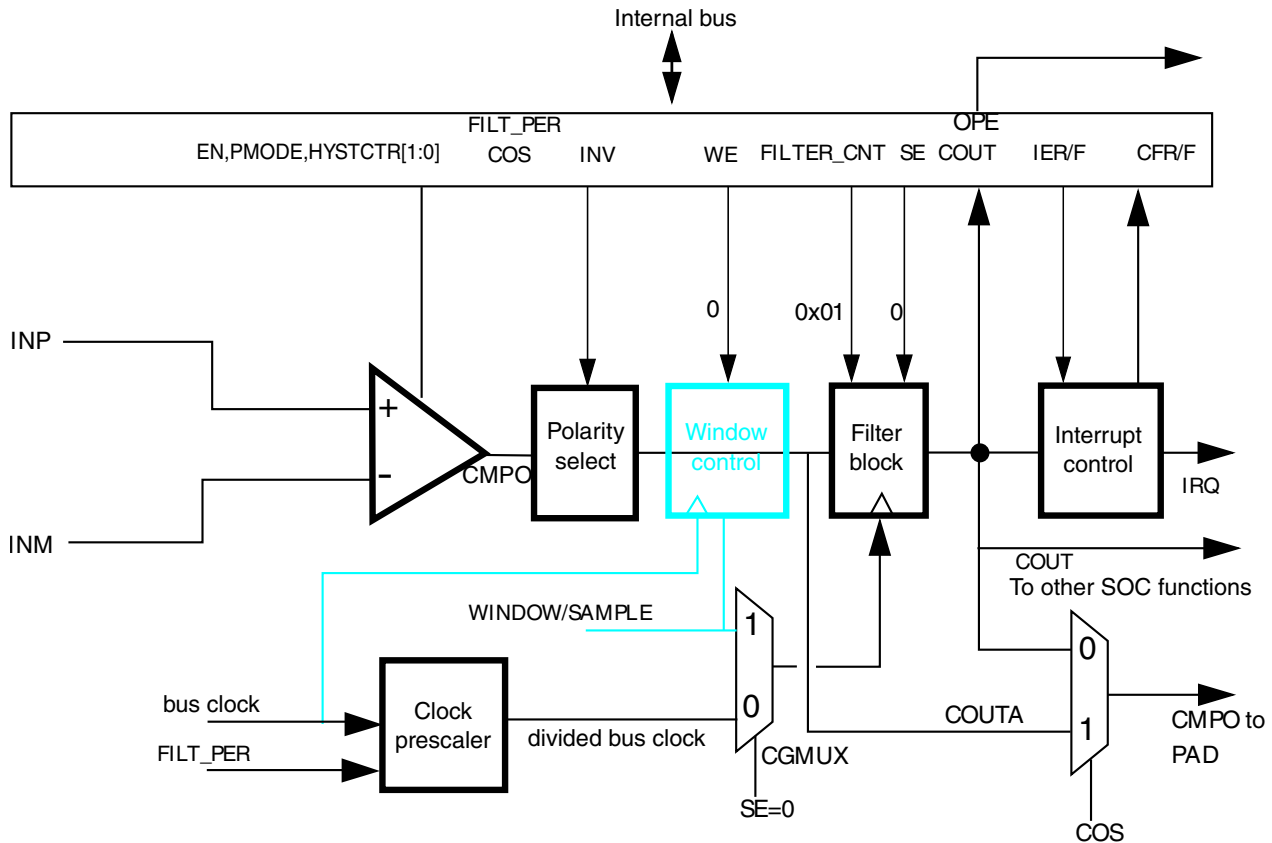 Internal bus
FILT_PER
OPE
EN,PMODE,HYSTCTR[1:0]
COS
INV
WE
FILTER_CNT
SE
COUT
IER/F
CFR/F
0
0x01
0
INP
+
-
CMPO
Polarity
select
Window
control
Filter
block
Interrupt
control
IRQ
INM
COUT
To other SOC functions
WINDOW/SAMPLE
1
0
bus clock
FILT_PER
Clock
prescaler
divided bus clock
CGMUX
SE=0
0
1
COUTA
CMPO to
PAD
COS